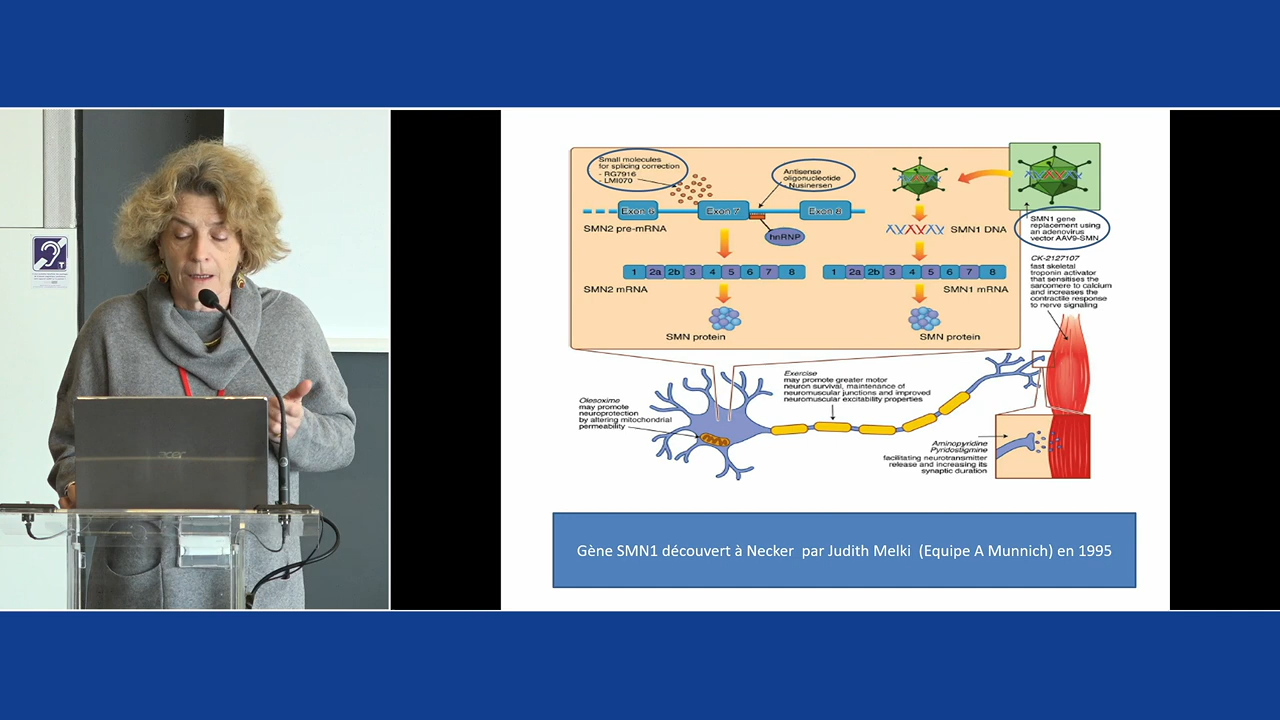 Small molecules
for splicing correction
- RG7916
- LMI070
Antisense
oligonucleotide
- Nusinersen
Exon 6
Exon 7
Exon 8
SMN2 pre-mRNA
hnRNP
SMN1 DNA
SMN1 gene
replacement using
an adenovirus
vector AAV9-SMN
1 2a 2b 3 4 5 6 7 8
1 2a 2b 3 4 5 6 7 8
SMN2 mRNA
SMN1 mRNA
SMN protein
SMN protein
CK-2127107
fast skeletal
troponin activator
that sensitises the
sarcomere to calcium
and increases the
contractile response
to nerve signaling
Exercise
may promote greater motor
neuron survival, maintenance of
neuromuscular junctions and improved
neuromuscular excitability properties
Olesoxime
may promote
neuroprotection
by altering mitochondrial
permeability
Aminopyridine
Pyridostigmine
facilitating neurotransmitter
release and increasing its
synaptic duration
acer
Gène SMN1 découvert à Necker par Judith Melki (Equipe A Munnich) en 1995